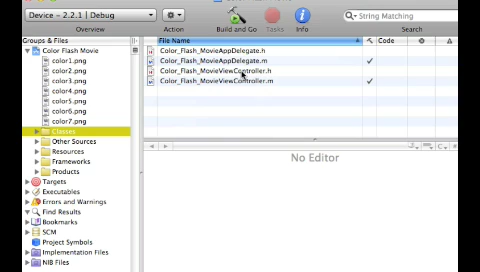 Device ~ 2.2.1 | Debug
String Matching
Overview
Action
Build and Go
Tasks
Info
Search
Groups & Files
File Name
Code
Color Flash Movie
Color_Flash_MovieAppDelegate.h
color1.png
Color_Flash_MovieAppDelegate.m
color2.png
Color_Flash_MovieViewController.h
color3.png
Color_Flash_MovieViewController.m
color4.png
color5.png
color6.png
color7.png
Classes
Other Sources
Resources
No Editor
Frameworks
Products
Targets
Executables
Errors and Warnings
Find Results
Bookmarks
SCM
Project Symbols
Implementation Files
NIB Files